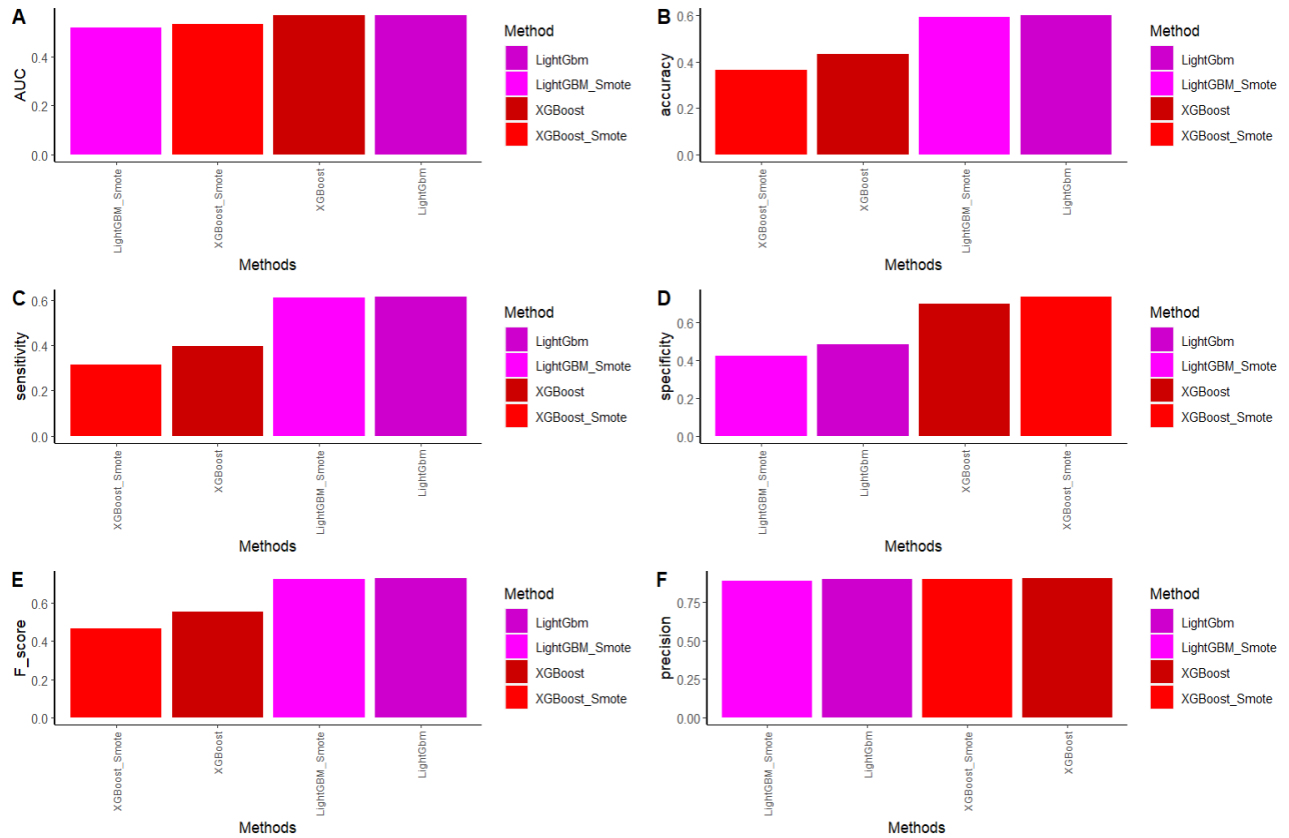 A
AUC
0.4
0.2
0.0
LightGBM_Smote
XGBoost_Smote
XGBoost
LightGbm
Methods
Method
LightGbm
LightGBM_Smote
XGBoost
XGBoost_Smote
B
accuracy
0.6
0.4
0.2
0.0
XGBoost_Smote
XGBoost
LightGBM_Smote
LightGbm
Methods
Method
LightGbm
LightGBM_Smote
XGBoost
XGBoost_Smote
C
sensitivity
0.6
0.4
0.2
0.0
XGBoost_Smote
XGBoost
LightGBM_Smote
LightGbm
Methods
Method
LightGbm
LightGBM_Smote
XGBoost
XGBoost_Smote
D
specificity
0.6
0.4
0.2
0.0
LightGBM_Smote
LightGbm
XGBoost
XGBoost_Smote
Methods
Method
LightGbm
LightGBM_Smote
XGBoost
XGBoost_Smote
E
F_score
0.6
0.4
0.2
0.0
XGBoost_Smote
XGBoost
LightGBM_Smote
LightGbm
Methods
Method
LightGbm
LightGBM_Smote
XGBoost
XGBoost_Smote
F
precision
0.75
0.50
0.25
0.00
LightGBM_Smote
LightGbm
XGBoost_Smote
XGBoost
Methods
Method
LightGbm
LightGBM_Smote
XGBoost
XGBoost_Smote